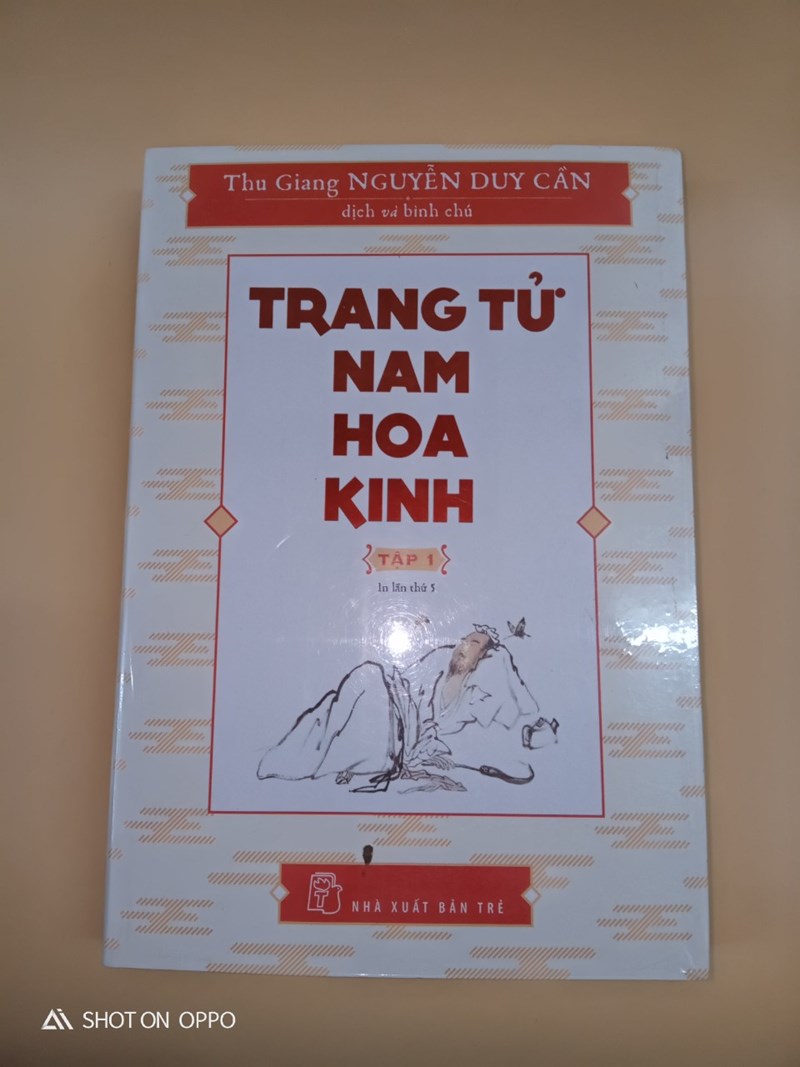 Thu Giang NGUYỄN DUY CẦN
dịch và bình chú
TRANG TỬ
NAM
HOA
KINH
TẬP 1
In lần thứ 5
NHÀ XUẤT BẢN TRẺ
SHOT ON OPPO